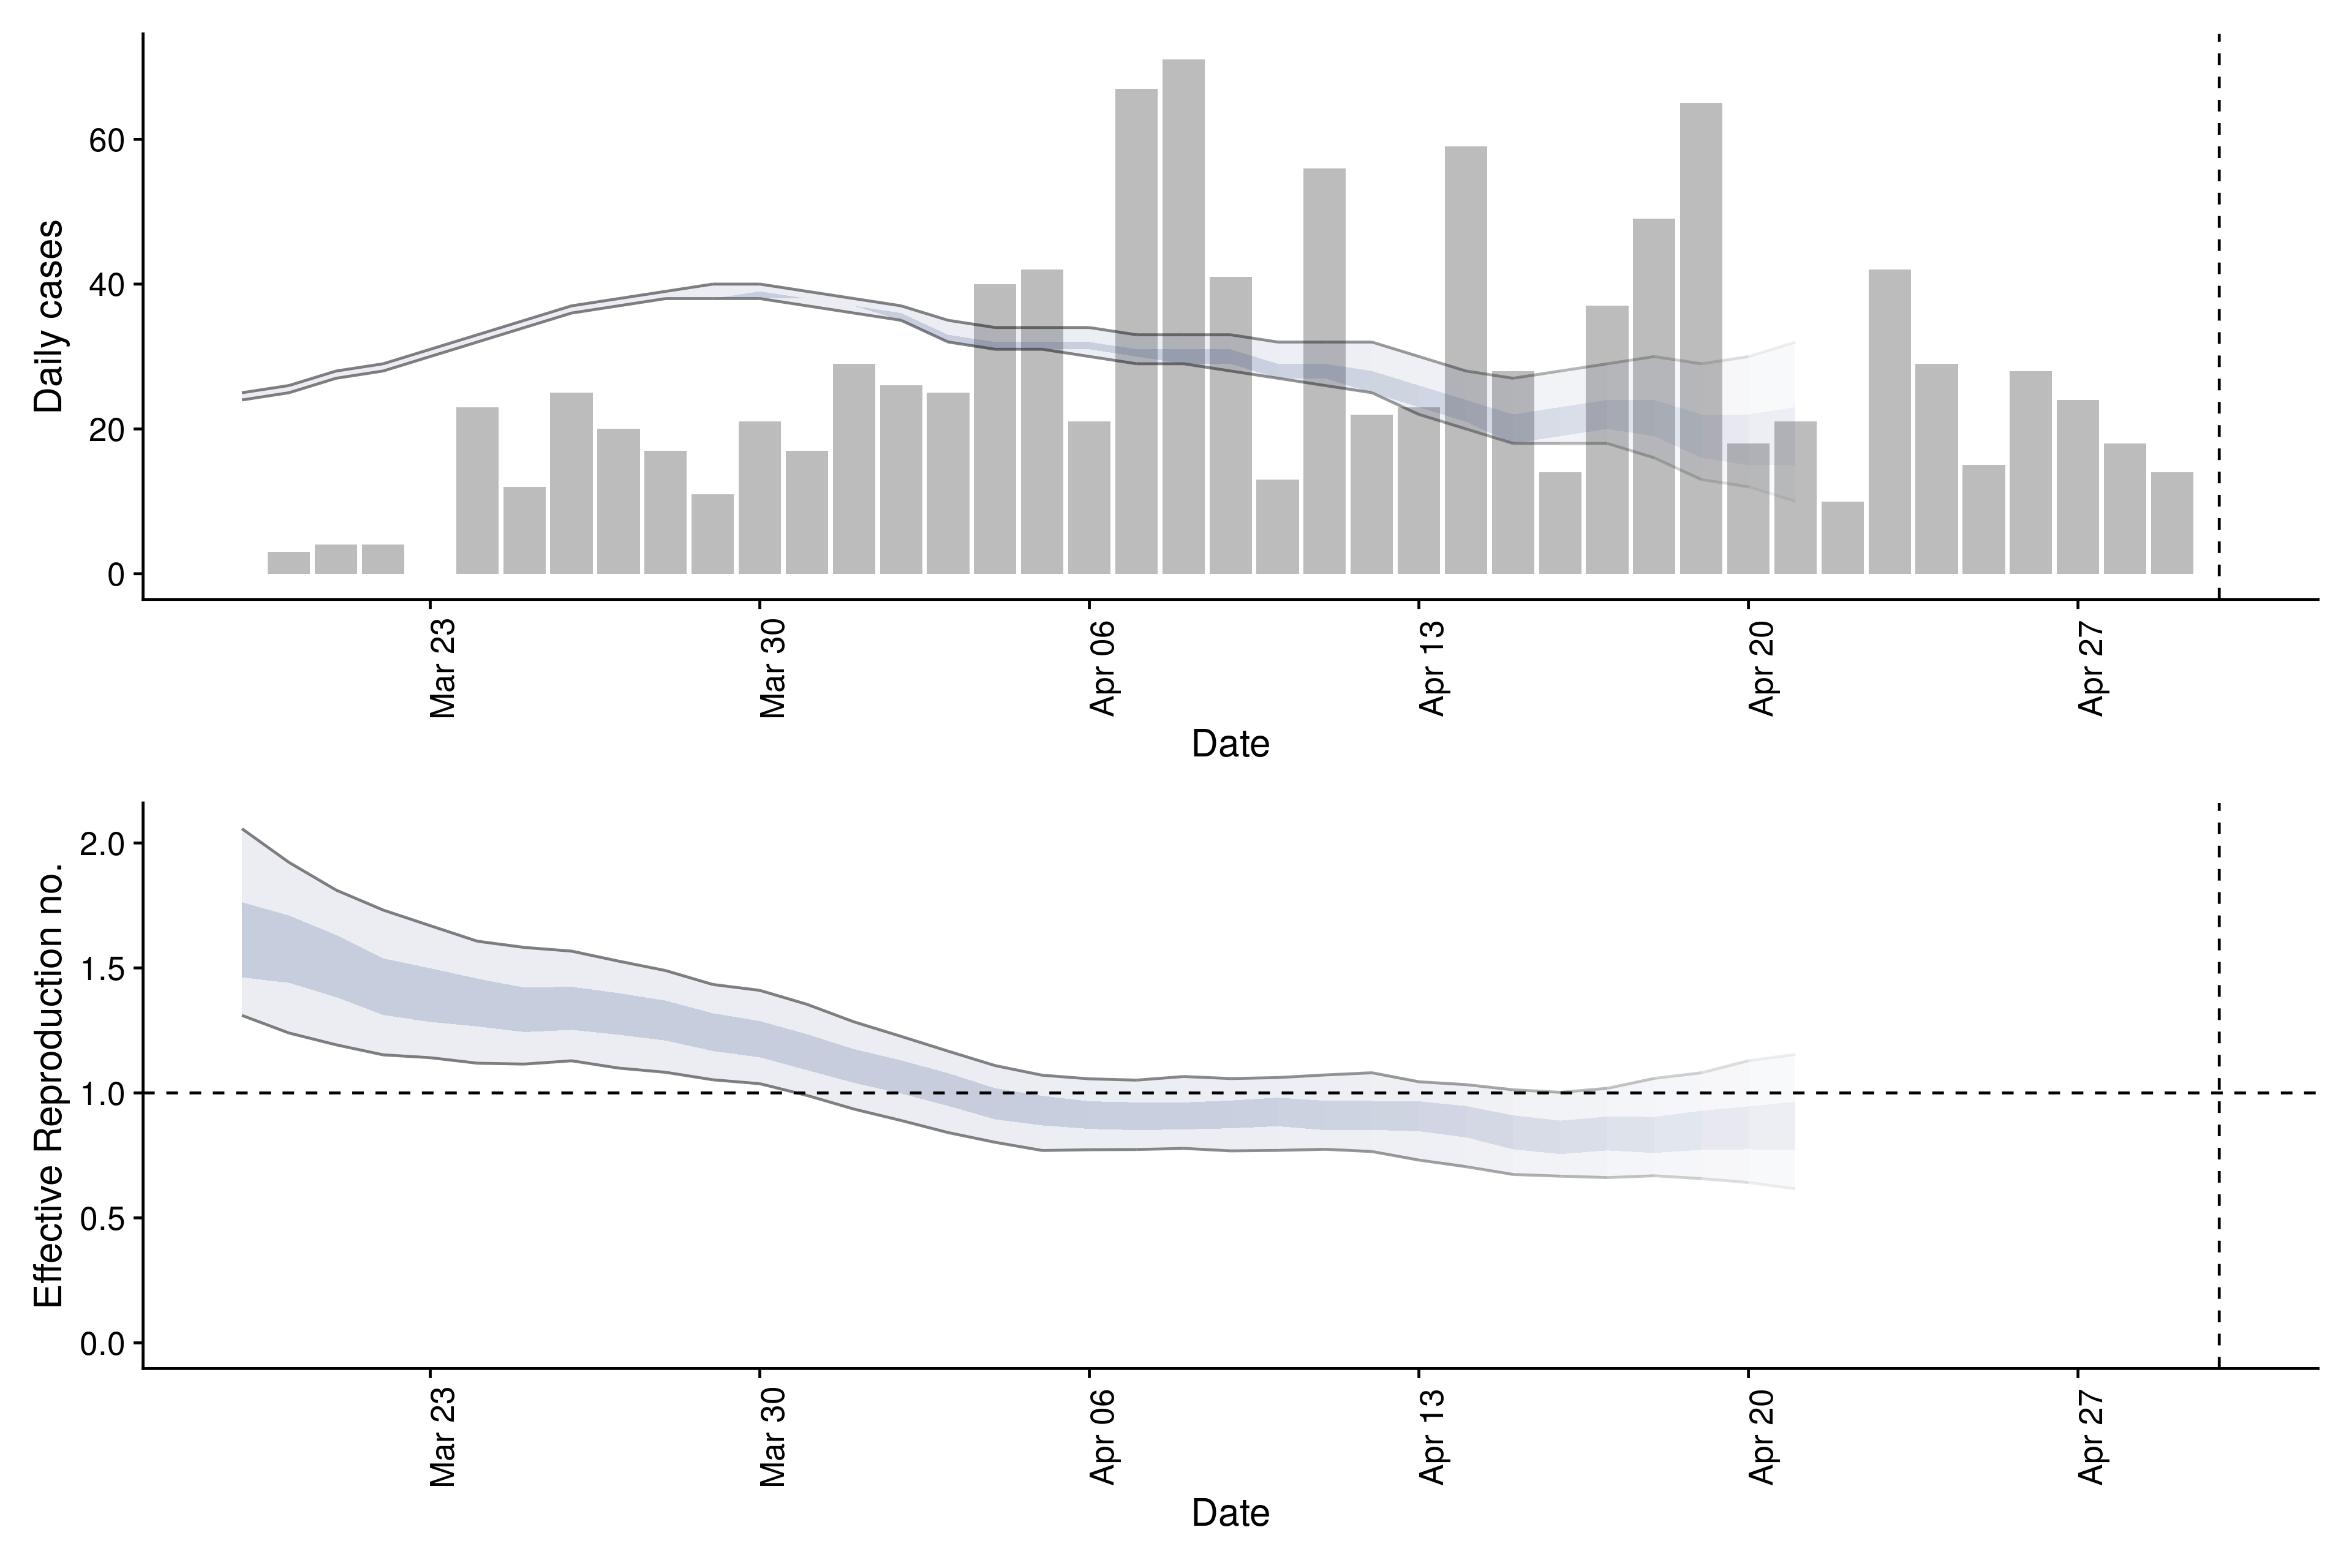 Daily cases
60
40
20
0
Mar 23
Mar 30
Apr 06
Apr 13
Apr 20
Apr 27
Date
Effective Reproduction no.
2.0
1.5
1.0
0.5
0.0
Mar 23
Mar 30
Apr 06
Apr 13
Apr 20
Apr 27
Date